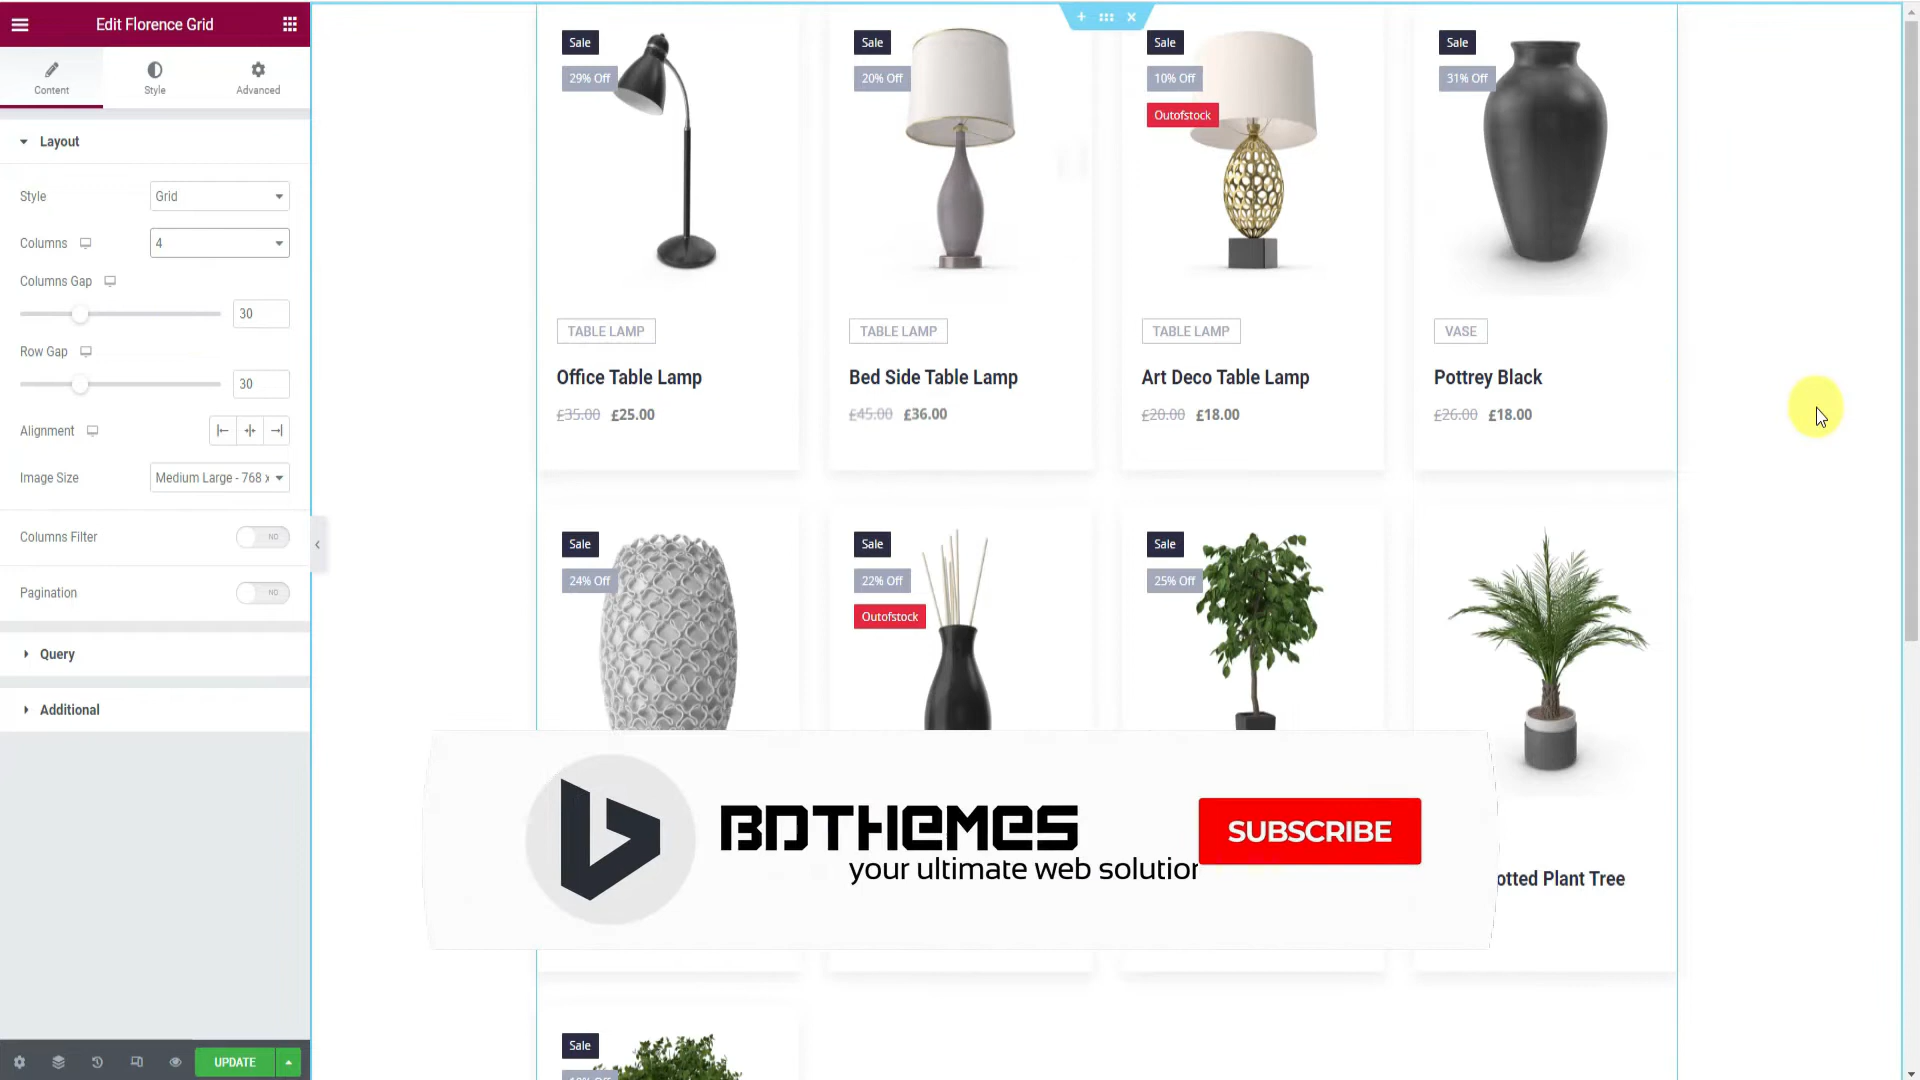 Edit Florence Grid
Content
Style
Advanced
Layout
Style
Grid
Columns
4
Columns Gap
30
Row Gap
30
Alignment
Image Size
Medium Large - 768 x
Columns Filter
NO
Pagination
NO
Query
Additional
UPDATE
Sale
29% Off
TABLE LAMP
Office Table Lamp
£35.00 £25.00
Sale
20% Off
TABLE LAMP
Bed Side Table Lamp
£45.00 £36.00
Sale
10% Off
Outofstock
TABLE LAMP
Art Deco Table Lamp
£20.00 £18.00
Sale
31% Off
VASE
Pottrey Black
£26.00 £18.00
Sale
24% Off
Sale
22% Off
Outofstock
Sale
25% Off
otted Plant Tree
BDTHEMES
your ultimate web solution
SUBSCRIBE
Sale